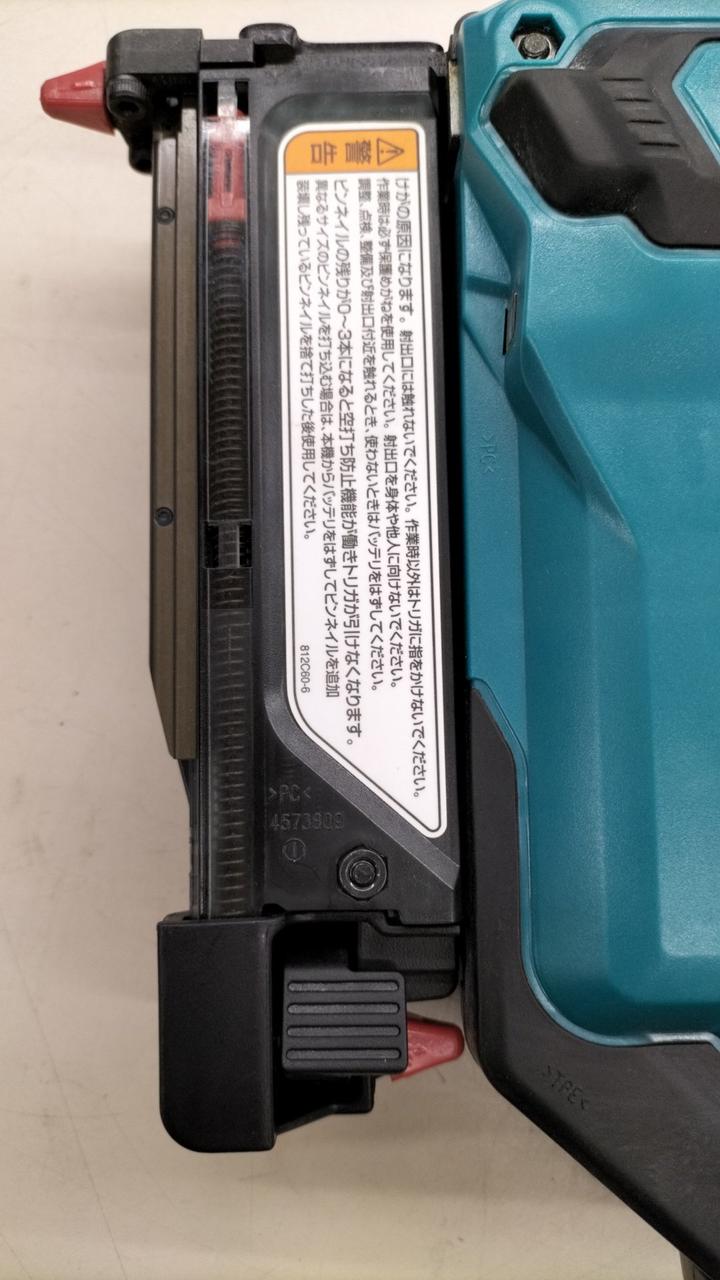 警告
けがの原因になります。射出口には触れないでください。作業時以外はトリガに指をかけないでください。
作業時は必ず保護めがねを使用してください。射出口を身体や他人に向けないでください。
調整、点検、整備及び射出口付近を触れるとき、使わないときはバッテリをはずしてください。
ピンネイルの残りが0〜3本になると空打ち防止機能が働きトリガが引けなくなります。
異なるサイズのピンネイルを打ち込む場合は、本機からバッテリをはずしてピンネイルを追加
装填し残っているピンネイルを捨て打ちした後使用してください。
812C60-6
>PC<
4573909
>PC<
>TPE<